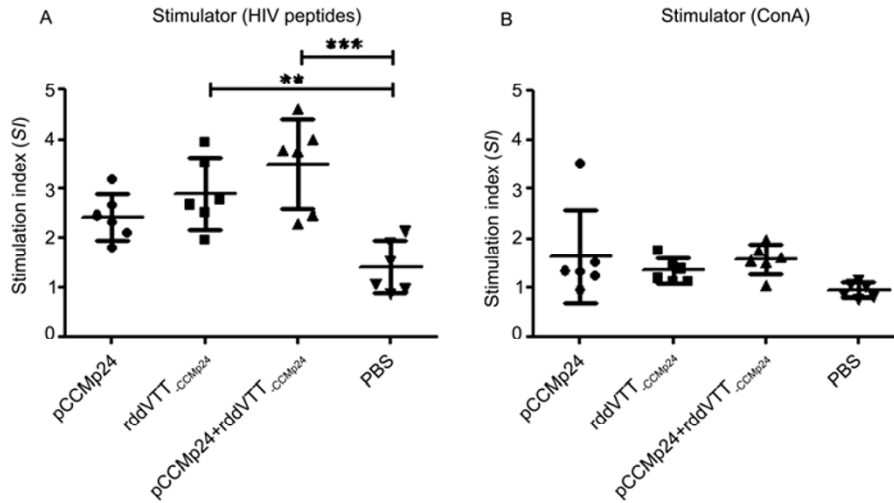 A
Stimulator (HIV peptides)
***
**
Stimulation index (SI)
5
4
3
2
1
0
pCCMp24
rddVTT-CCMp24
pCCMp24+rddVTT-CCMp24
PBS
B
Stimulator (ConA)
Stimulation index (SI)
5
4
3
2
1
0
pCCMp24
rddVTT-CCMp24
pCCMp24+rddVTT-CCMp24
PBS